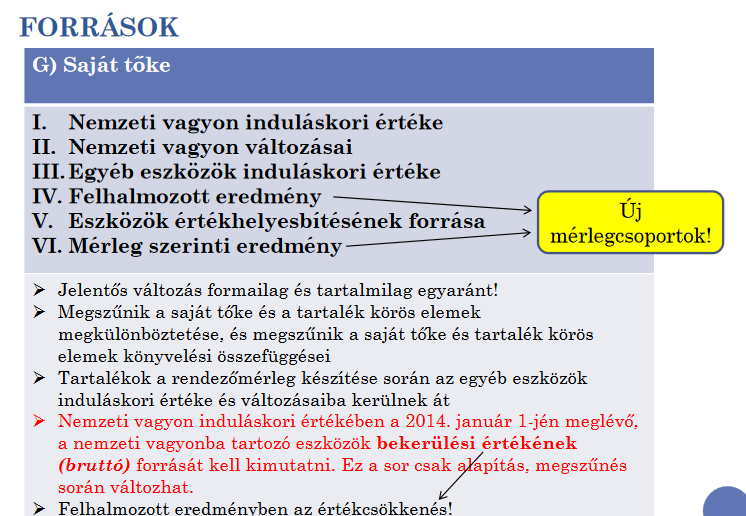 FORRÁSOK
G) Saját tőke
I. Nemzeti vagyon induláskori értéke
II. Nemzeti vagyon változásai
III. Egyéb eszközök induláskori értéke
IV. Felhalmozott eredmény
V. Eszközök értékhelyesbítésének forrása
VI. Mérleg szerinti eredmény
Új
mérlegcsoportok!
➢ Jelentős változás formailag és tartalmilag egyaránt!
➢ Megszűnik a saját tőke és a tartalék körös elemek
megkülönböztetése, és megszűnik a saját tőke és tartalék körös
elemek könyvelési összefüggései
➢ Tartalékok a rendezőmérleg készítése során az egyéb eszközök
induláskori értéke és változásaiba kerülnek át
➢ Nemzeti vagyon induláskori értékében a 2014. január 1-jén meglévő,
a nemzeti vagyonba tartozó eszközök bekerülési értékének
(bruttó) forrását kell kimutatni. Ez a sor csak alapítás, megszűnés
során változhat.
➢ Felhalmozott eredményben az értékcsökkenés!